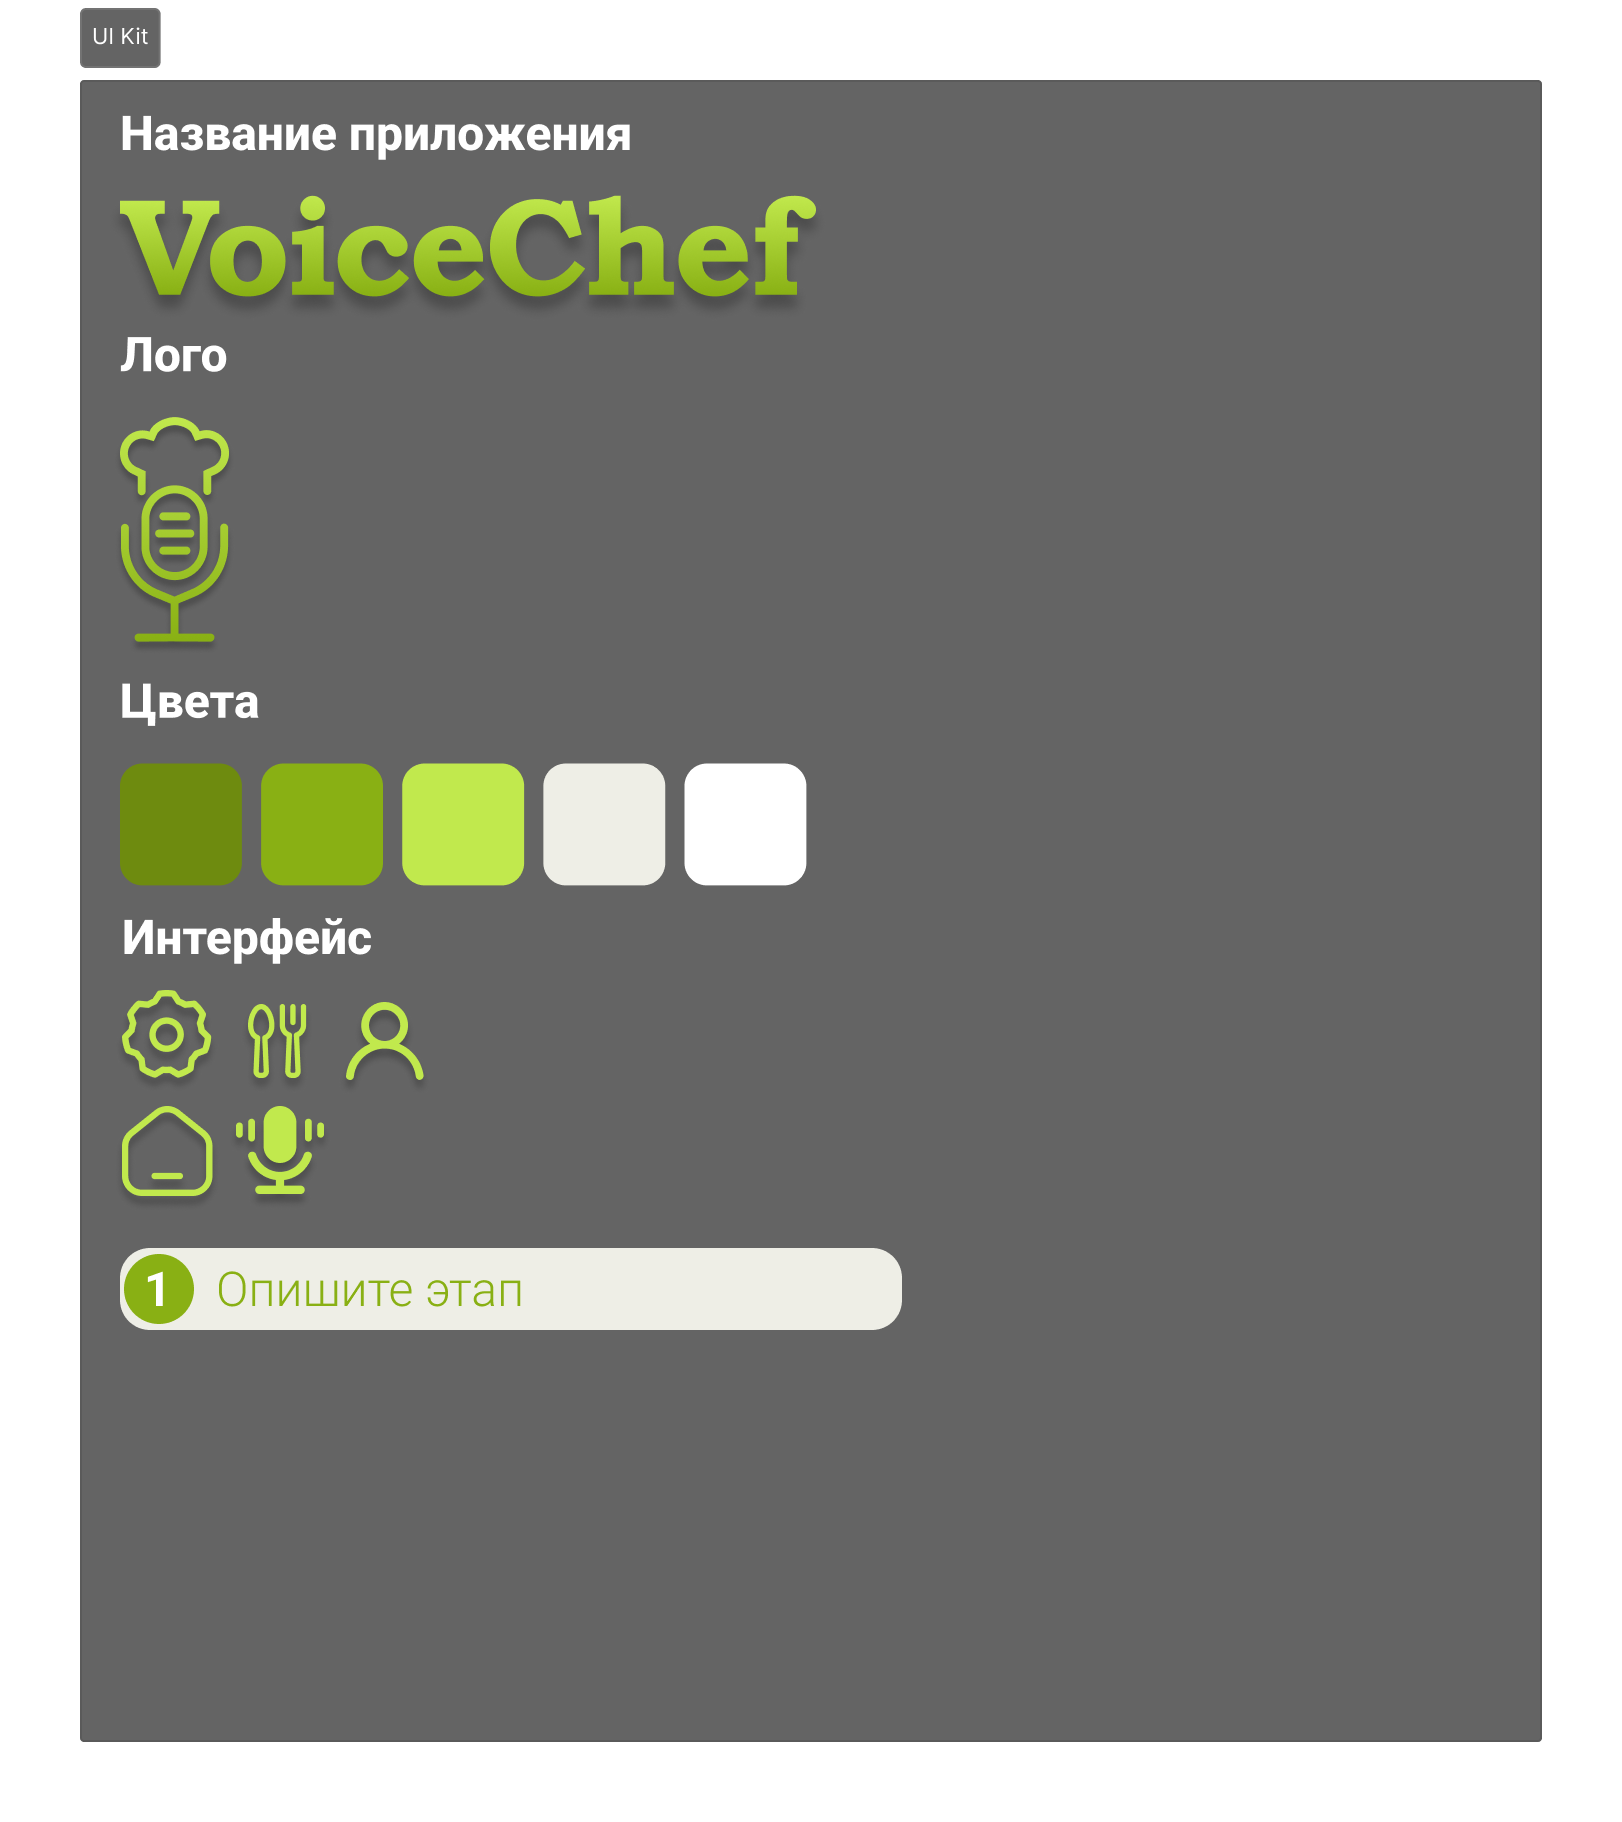 UI Kit
Название приложения
VoiceChef
Лого
Цвета
Интерфейс
1 Опишите этап